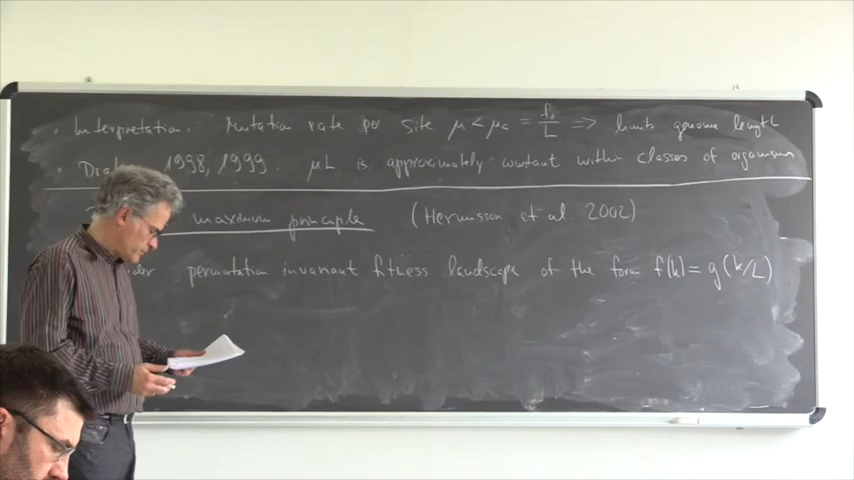 • Interpretation: Mutation rate per site μ < μc = f0/L ⟹ limits genome length
• 1998, 1999: μL is approximately constant within classes of organisms
maximum principle (Hermisson et al. 2002)
permutation invariant fitness landscape of the form f(k) = g(k/L)